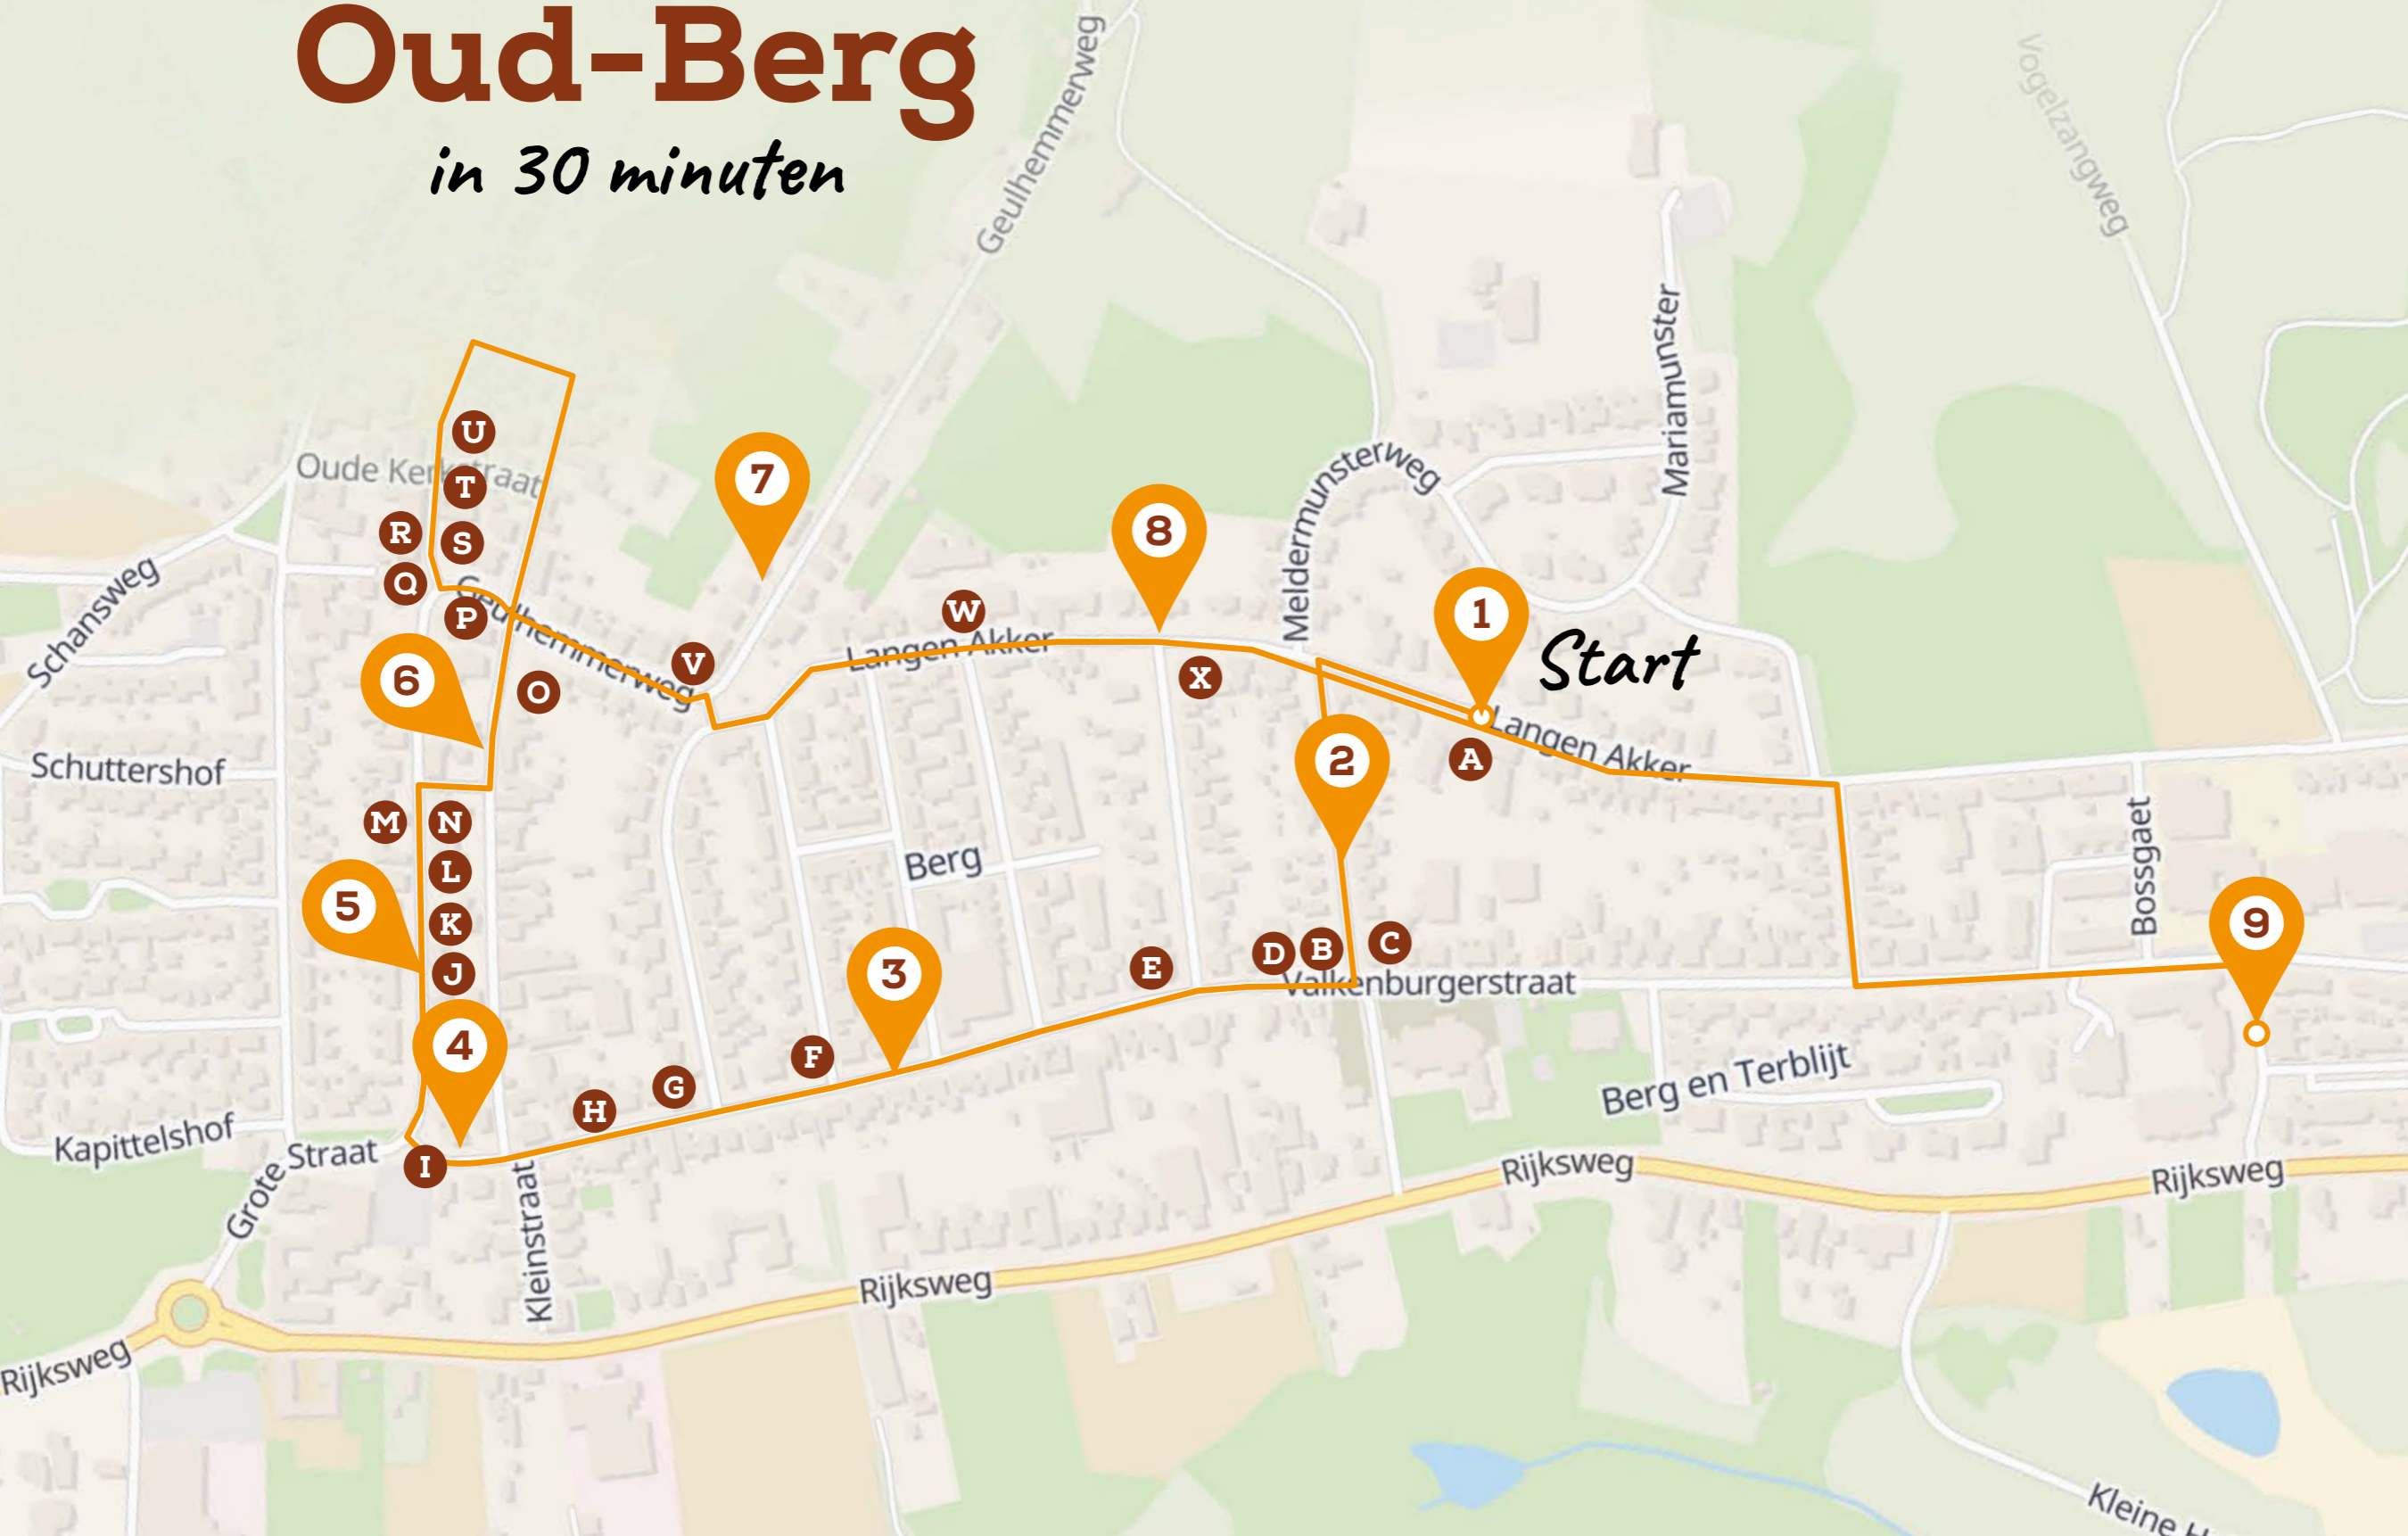 Oud-Berg
in 30 minuten
Geulhemmerweg
Vogelzangweg
Mariamunster
Meldermunsterweg
Oude Kerkstraat
U
T
R
S
Q
P
Geulhemmerweg
7
8
W
Langen Akker
V
X
1
Start
Langen Akker
A
Schansweg
6
O
Schuttershof
2
M
N
L
K
J
5
Berg
Bossgaet
9
3
E
D
B
C
Valkenburgerstraat
4
F
G
H
I
Berg en Terblijt
Kapittelshof
Grote Straat
Kleinstraat
Rijksweg
Rijksweg
Rijksweg
Rijksweg